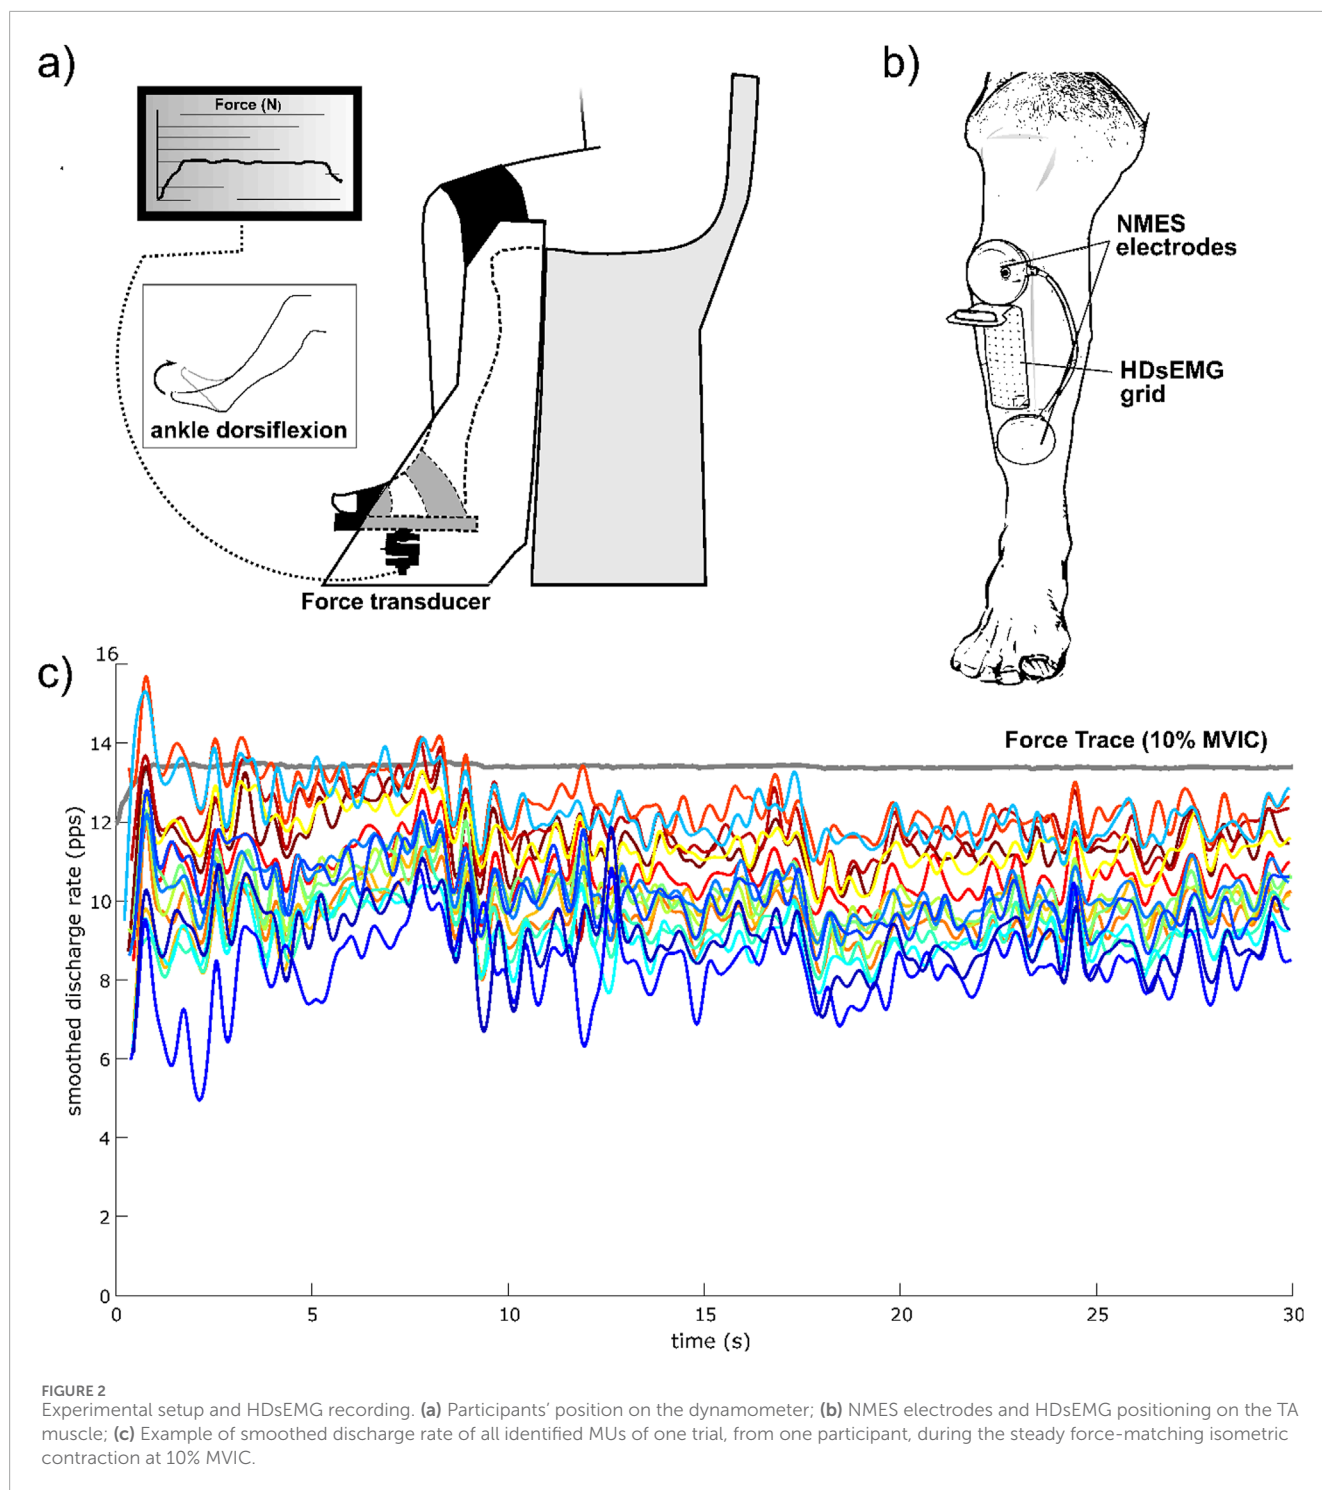 a)
Force (N)
ankle dorsiflexion
Force transducer
b)
NMES
electrodes
HDsEMG
grid
c)
Force Trace (10% MVIC)
smoothed discharge rate (pps)
16
14
12
10
8
6
4
2
0
0 5 10 15 20 25 30
time (s)
FIGURE 2
Experimental setup and HDsEMG recording. (a) Participants’ position on the dynamometer; (b) NMES electrodes and HDsEMG positioning on the TA
muscle; (c) Example of smoothed discharge rate of all identified MUs of one trial, from one participant, during the steady force-matching isometric
contraction at 10% MVIC.